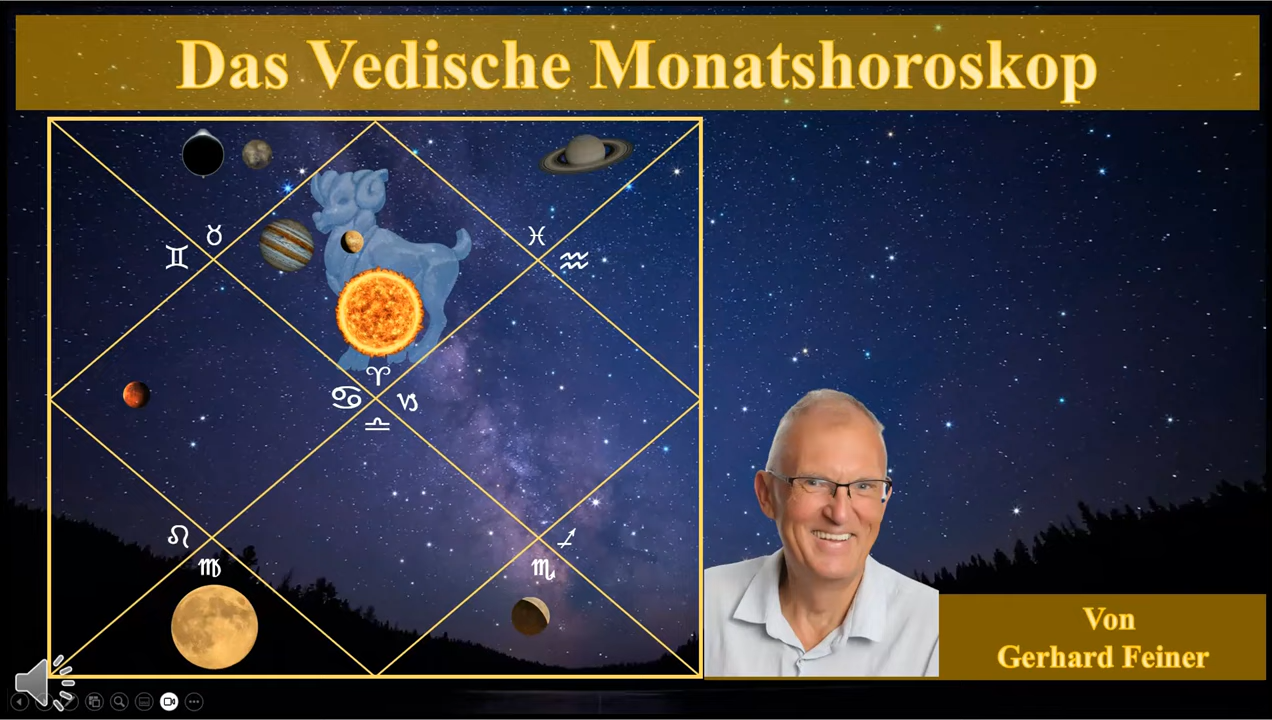 Das Vedische Monatshoroskop
♉ ♓
♊ ♒
♈
♋ ♑
♎
♌ ♐
♍ ♏
Von
Gerhard Feiner